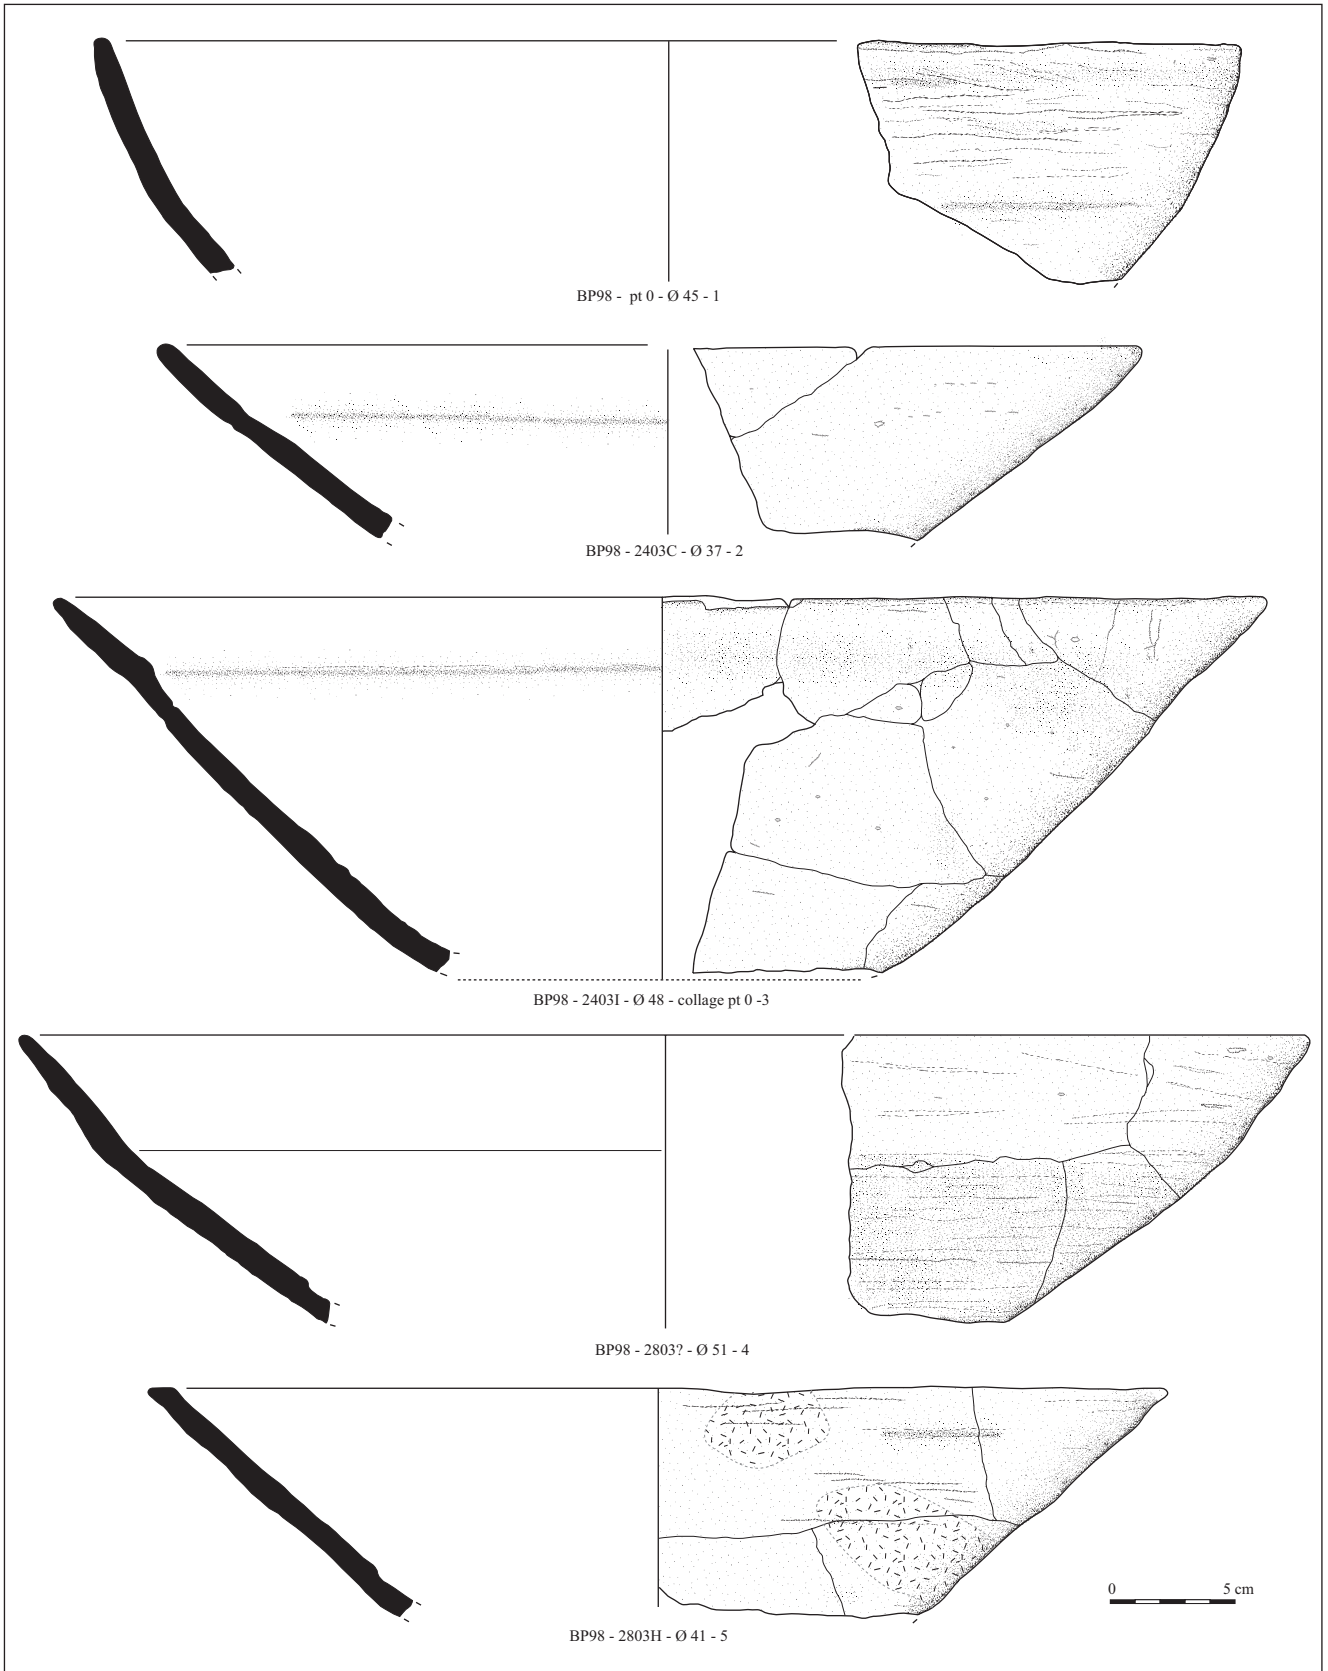 BP98 - pt 0 - Ø 45 - 1
BP98 - 2403C - Ø 37 - 2
BP98 - 2403I - Ø 48 - collage pt 0 -3
BP98 - 2803? - Ø 51 - 4
0 5 cm
BP98 - 2803H - Ø 41 - 5